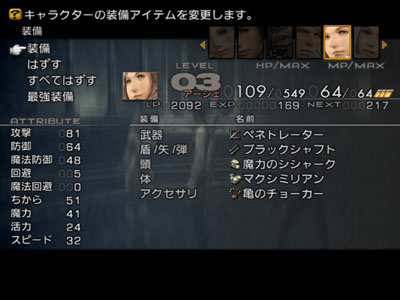 キャラクターの装備アイテムを変更します。
装備
装備
はずす
すべてはずす
最強装備
LEVEL HP/MAX MP/MAX
03 109/549 64/64
アーシェ
LP 2092 EXP 169 NEXT 217
ATTRIBUTE
攻撃 081
防御 064
魔法防御 048
回避 005
魔法回避 000
ちから 51
魔力 41
活力 24
スピード 32
装備 名前
武器 ペネトレーター
盾/矢/弾 ブラックシャフト
頭 魔力のシシャーク
体 マクシミリアン
アクセサリ 亀のチョーカー